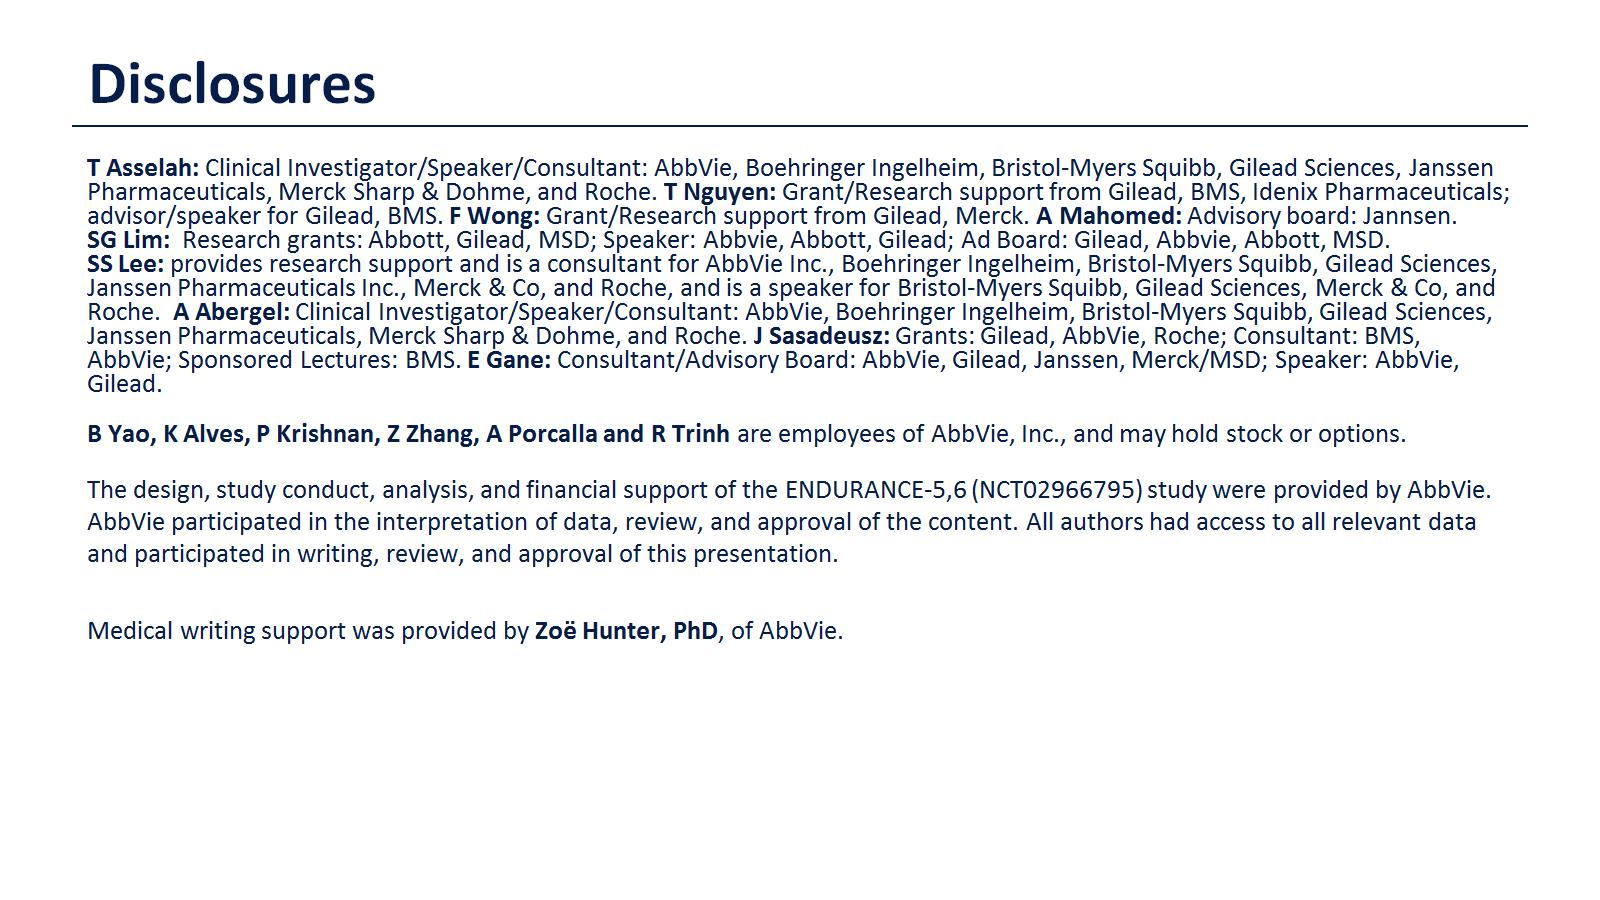 Disclosures
T Asselah: Clinical Investigator/Speaker/Consultant: AbbVie, Boehringer Ingelheim, Bristol-Myers Squibb, Gilead Sciences, Janssen
Pharmaceuticals, Merck Sharp & Dohme, and Roche. T Nguyen: Grant/Research support from Gilead, BMS, Idenix Pharmaceuticals;
advisor/speaker for Gilead, BMS. F Wong: Grant/Research support from Gilead, Merck. A Mahomed: Advisory board: Jannsen.
SG Lim:  Research grants: Abbott, Gilead, MSD; Speaker: Abbvie, Abbott, Gilead; Ad Board: Gilead, Abbvie, Abbott, MSD.
SS Lee: provides research support and is a consultant for AbbVie Inc., Boehringer Ingelheim, Bristol-Myers Squibb, Gilead Sciences,
Janssen Pharmaceuticals Inc., Merck & Co, and Roche, and is a speaker for Bristol-Myers Squibb, Gilead Sciences, Merck & Co, and
Roche.  A Abergel: Clinical Investigator/Speaker/Consultant: AbbVie, Boehringer Ingelheim, Bristol-Myers Squibb, Gilead Sciences,
Janssen Pharmaceuticals, Merck Sharp & Dohme, and Roche. J Sasadeusz: Grants: Gilead, AbbVie, Roche; Consultant: BMS,
AbbVie; Sponsored Lectures: BMS. E Gane: Consultant/Advisory Board: AbbVie, Gilead, Janssen, Merck/MSD; Speaker: AbbVie,
Gilead.
B Yao, K Alves, P Krishnan, Z Zhang, A Porcalla and R Trinh are employees of AbbVie, Inc., and may hold stock or options.
The design, study conduct, analysis, and financial support of the ENDURANCE-5,6 (NCT02966795) study were provided by AbbVie.
AbbVie participated in the interpretation of data, review, and approval of the content. All authors had access to all relevant data
and participated in writing, review, and approval of this presentation.
Medical writing support was provided by Zoë Hunter, PhD, of AbbVie.